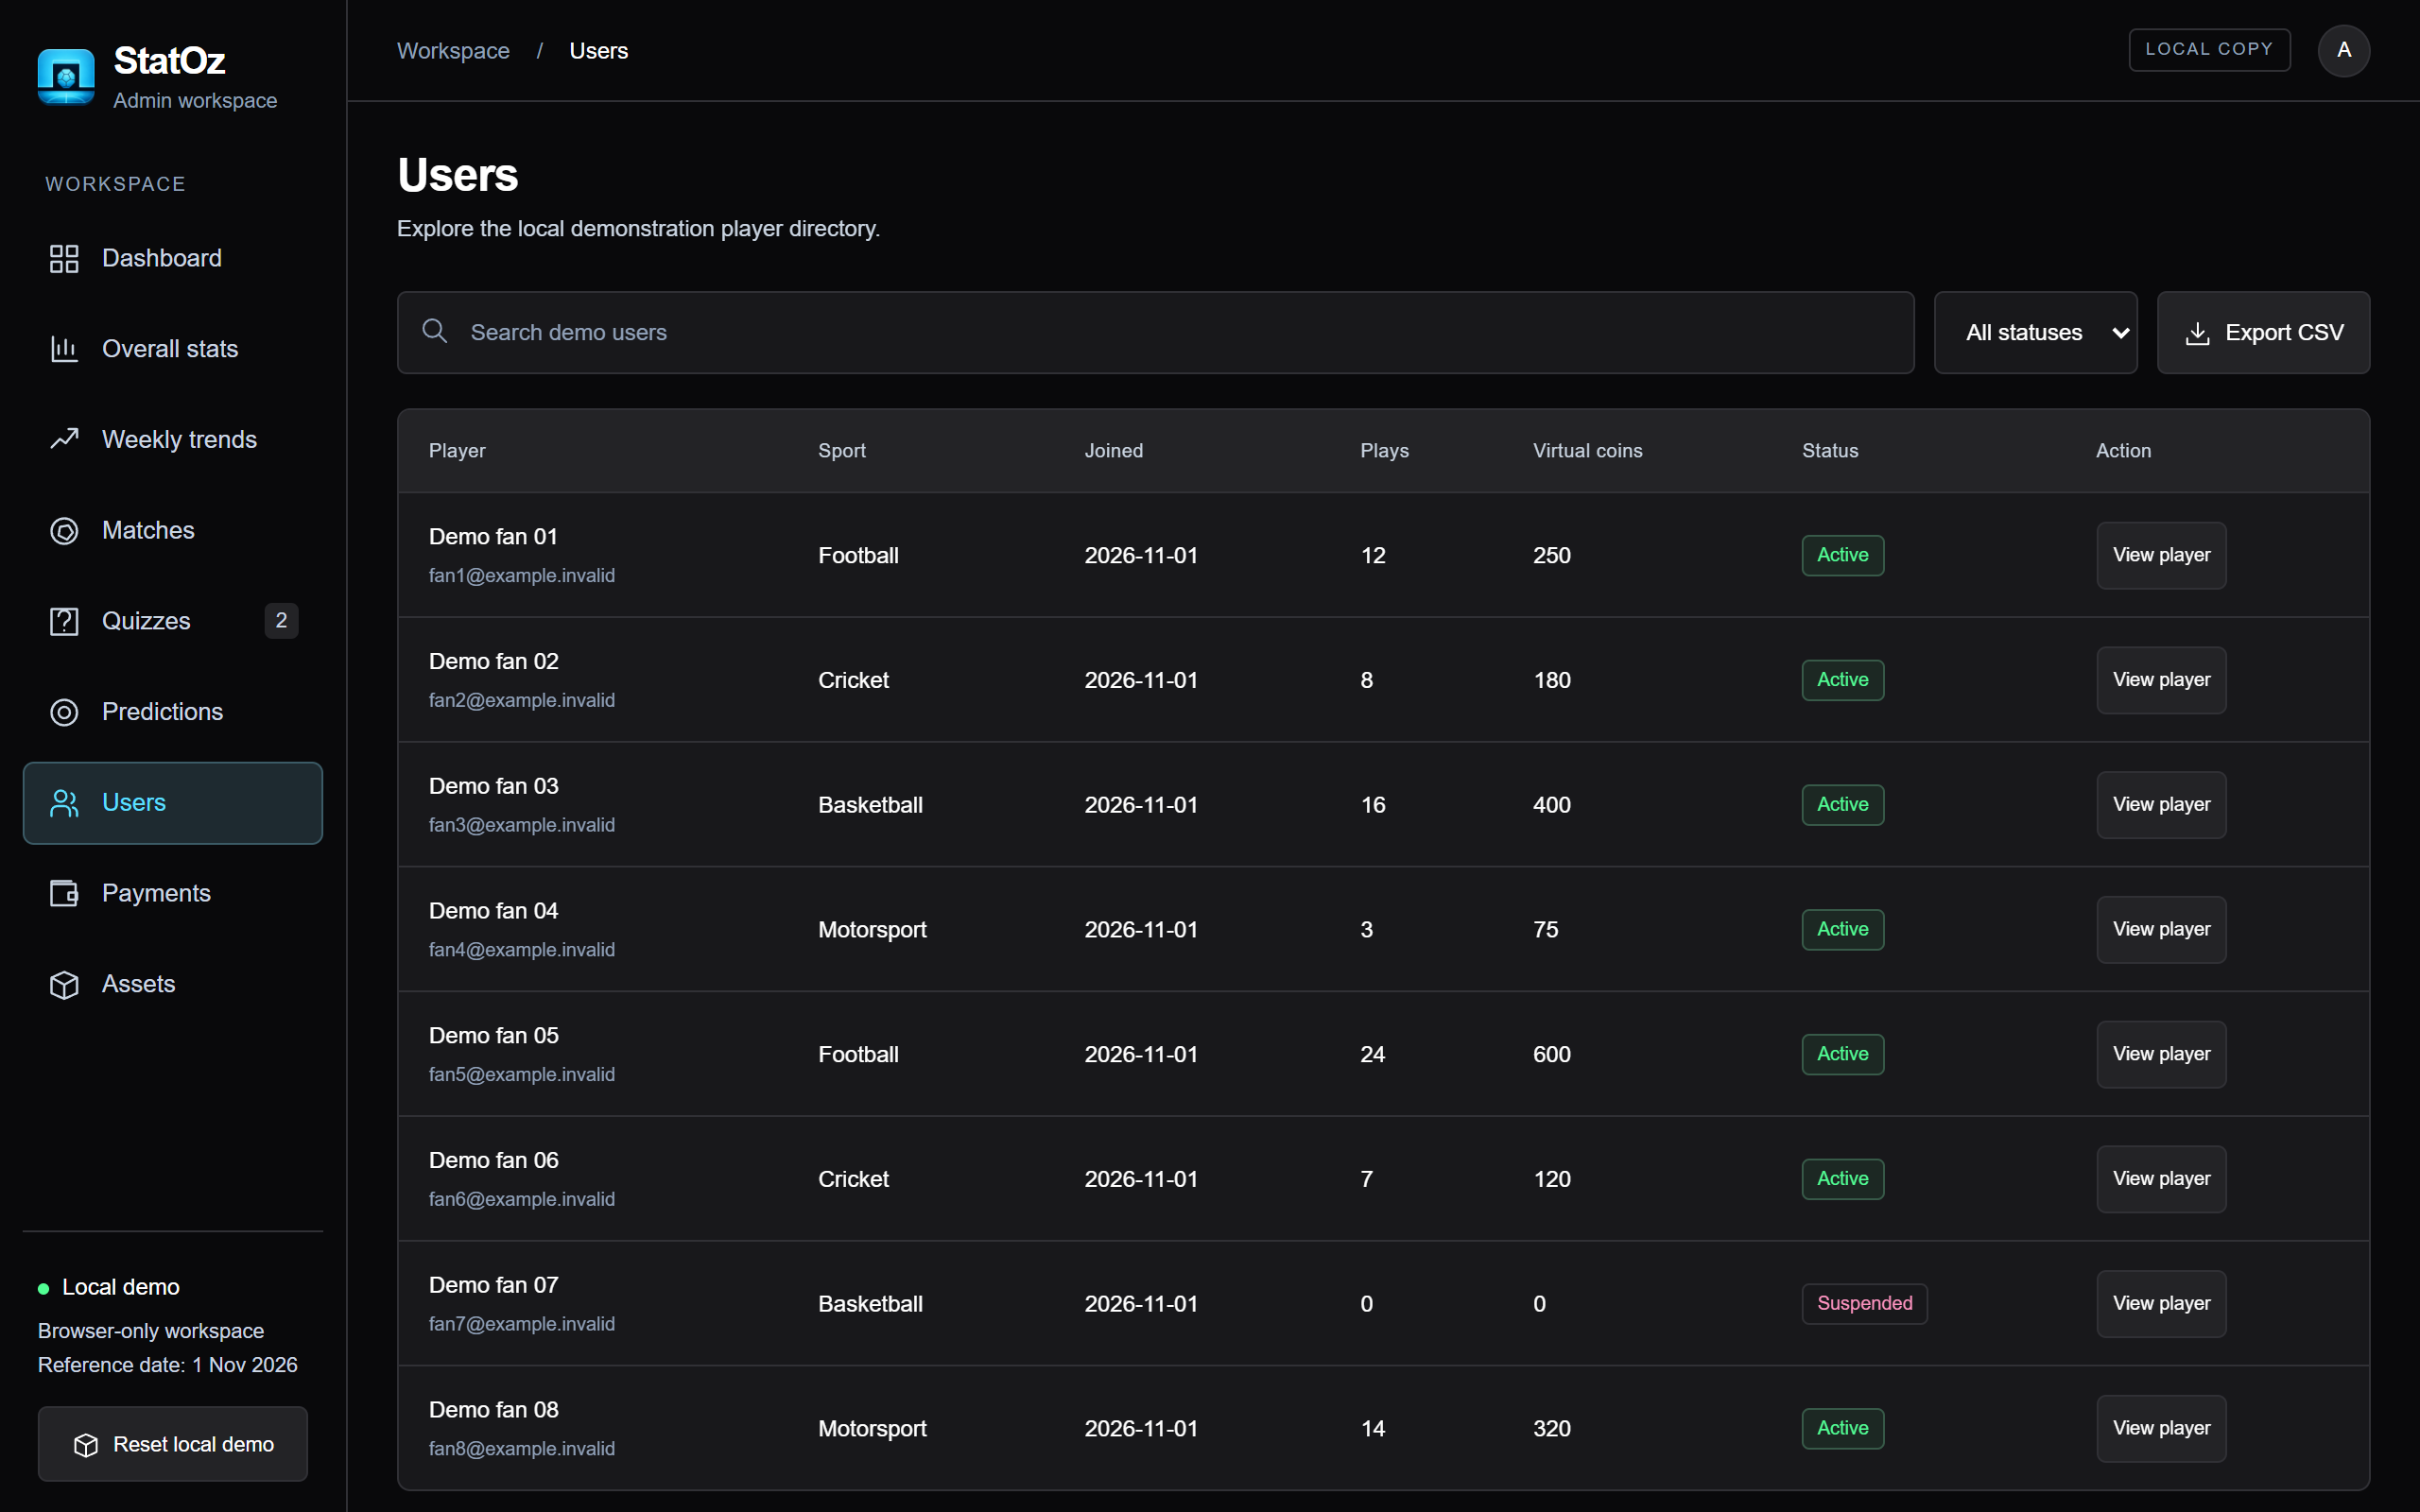 StatOz
Admin workspace
WORKSPACE
Dashboard
Overall stats
Weekly trends
Matches
Quizzes 2
Predictions
Users
Payments
Assets
Local demo
Browser-only workspace
Reference date: 1 Nov 2026
Reset local demo
Workspace / Users
LOCAL COPY A
Users
Explore the local demonstration player directory.
Search demo users
All statuses
Export CSV
Player Sport Joined Plays Virtual coins Status Action
Demo fan 01
fan1@example.invalid
Football 2026-11-01 12 250 Active View player
Demo fan 02
fan2@example.invalid
Cricket 2026-11-01 8 180 Active View player
Demo fan 03
fan3@example.invalid
Basketball 2026-11-01 16 400 Active View player
Demo fan 04
fan4@example.invalid
Motorsport 2026-11-01 3 75 Active View player
Demo fan 05
fan5@example.invalid
Football 2026-11-01 24 600 Active View player
Demo fan 06
fan6@example.invalid
Cricket 2026-11-01 7 120 Active View player
Demo fan 07
fan7@example.invalid
Basketball 2026-11-01 0 0 Suspended View player
Demo fan 08
fan8@example.invalid
Motorsport 2026-11-01 14 320 Active View player